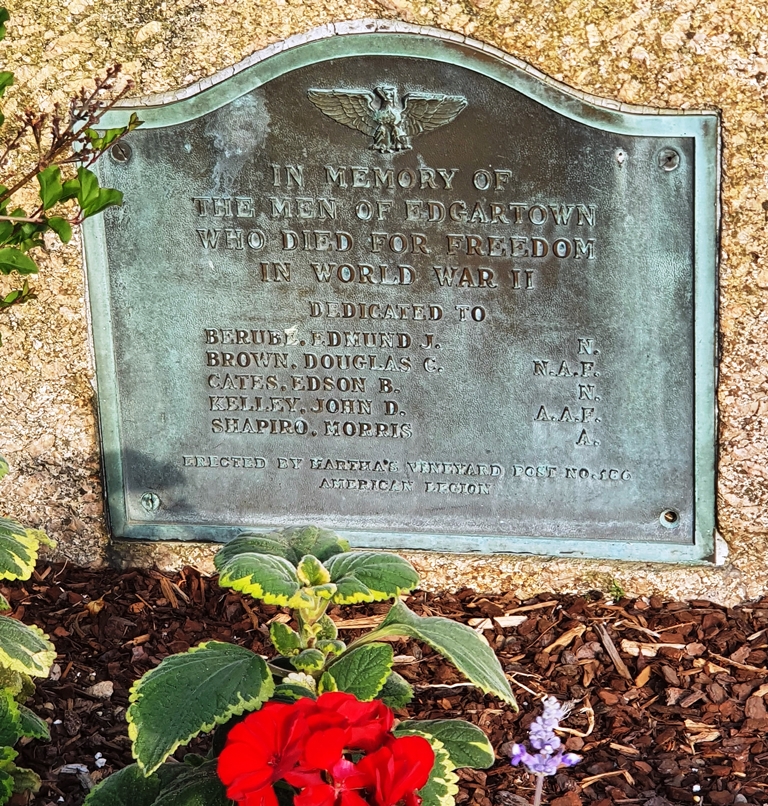 IN MEMORY OF
THE MEN OF EDGARTOWN
WHO DIED FOR FREEDOM
IN WORLD WAR II
DEDICATED TO
BERUBE, EDMUND J. N.
BROWN, DOUGLAS C. N.A.F.
CATES, EDSON B. N.
KELLEY, JOHN D. A.A.F.
SHAPIRO, MORRIS A.
ERECTED BY MARTHA'S VINEYARD POST NO. 186
AMERICAN LEGION